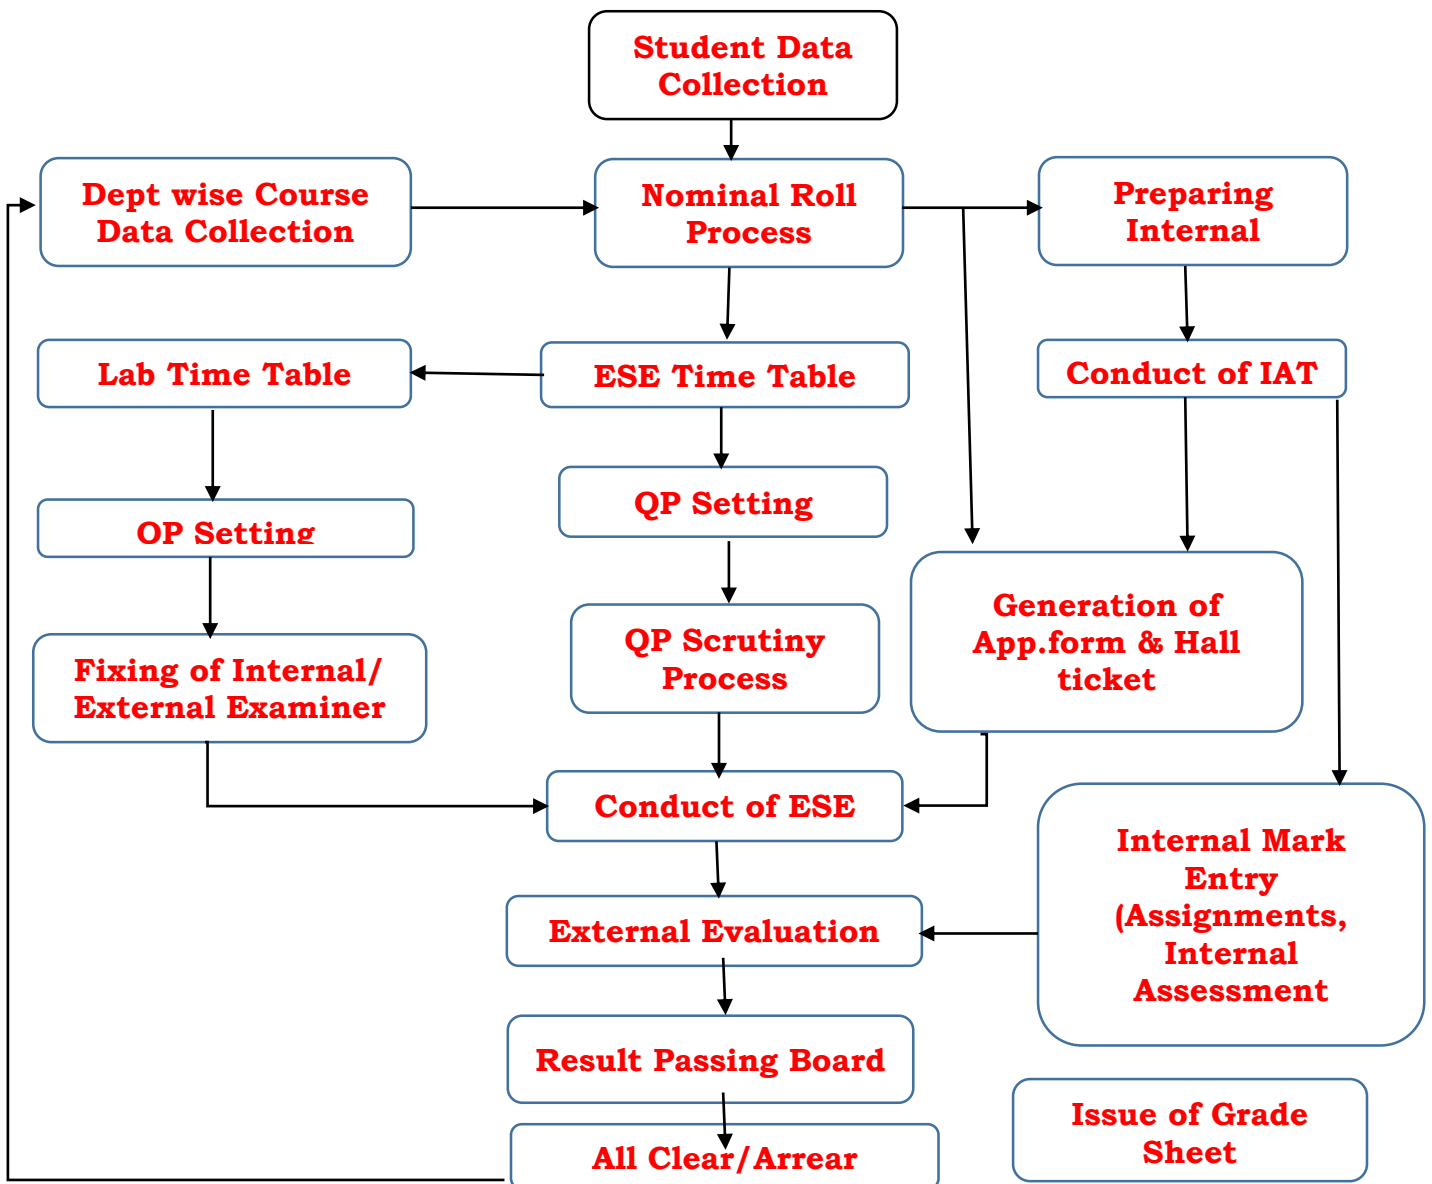 Student Data
Collection
Dept wise Course
Data Collection
Nominal Roll
Process
Preparing
Internal
Lab Time Table
ESE Time Table
Conduct of IAT
QP Setting
QP Setting
Generation of
App.form & Hall
ticket
Fixing of Internal/
External Examiner
QP Scrutiny
Process
Conduct of ESE
Internal Mark
Entry
(Assignments,
Internal
Assessment
External Evaluation
Result Passing Board
Issue of Grade
Sheet
All Clear/Arrear